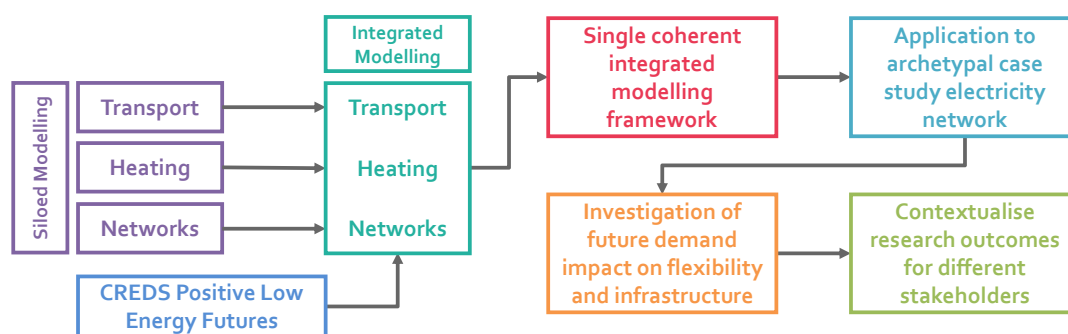 Siloed Modelling
Transport
Heating
Networks
CREDS Positive Low
Energy Futures
Integrated
Modelling
Transport
Heating
Networks
Single coherent
integrated
modelling
framework
Application to
archetypal case
study electricity
network
Investigation of
future demand
impact on flexibility
and infrastructure
Contextualise
research outcomes
for different
stakeholders